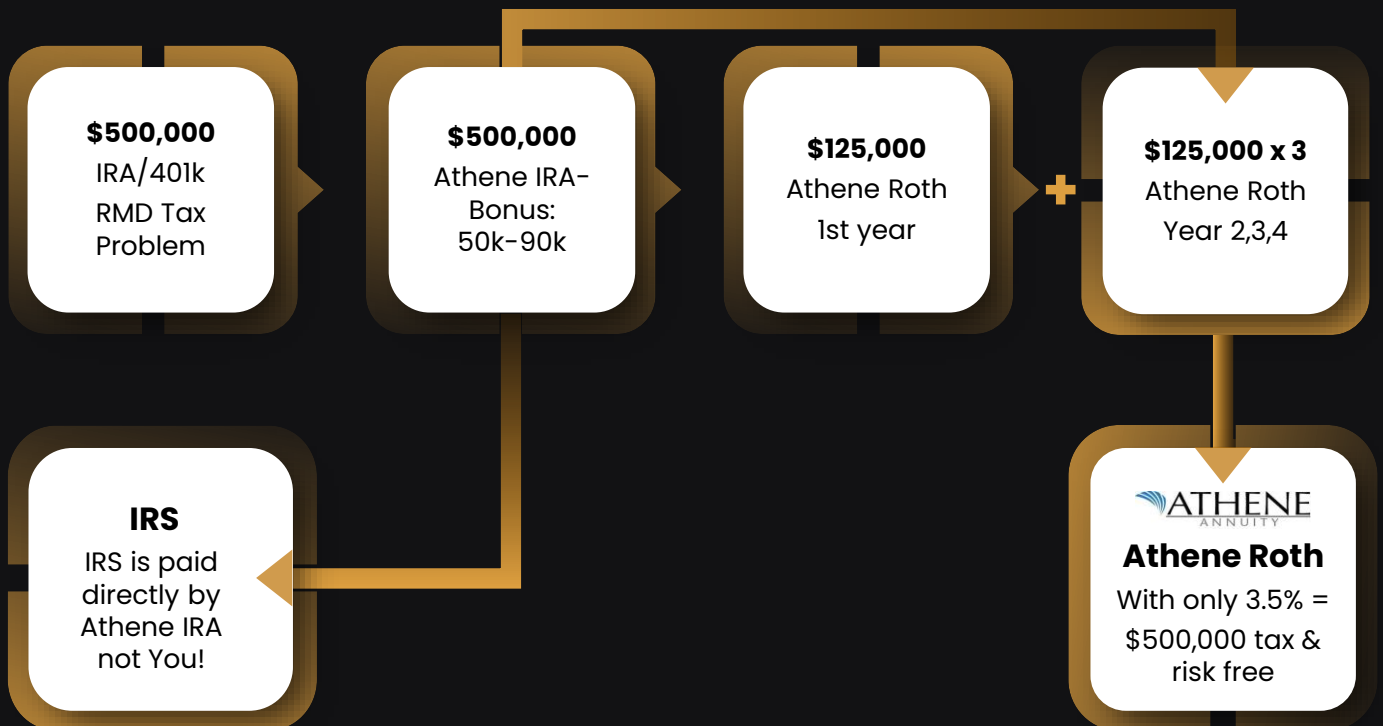 $500,000
IRA/401k
RMD Tax
Problem
$500,000
Athene IRA-
Bonus:
50k-90k
$125,000
Athene Roth
1st year
$125,000 x 3
Athene Roth
Year 2,3,4
IRS
IRS is paid
directly by
Athene IRA
not You!
ATHENE
ANNUITY
Athene Roth
With only 3.5% =
$500,000 tax &
risk free